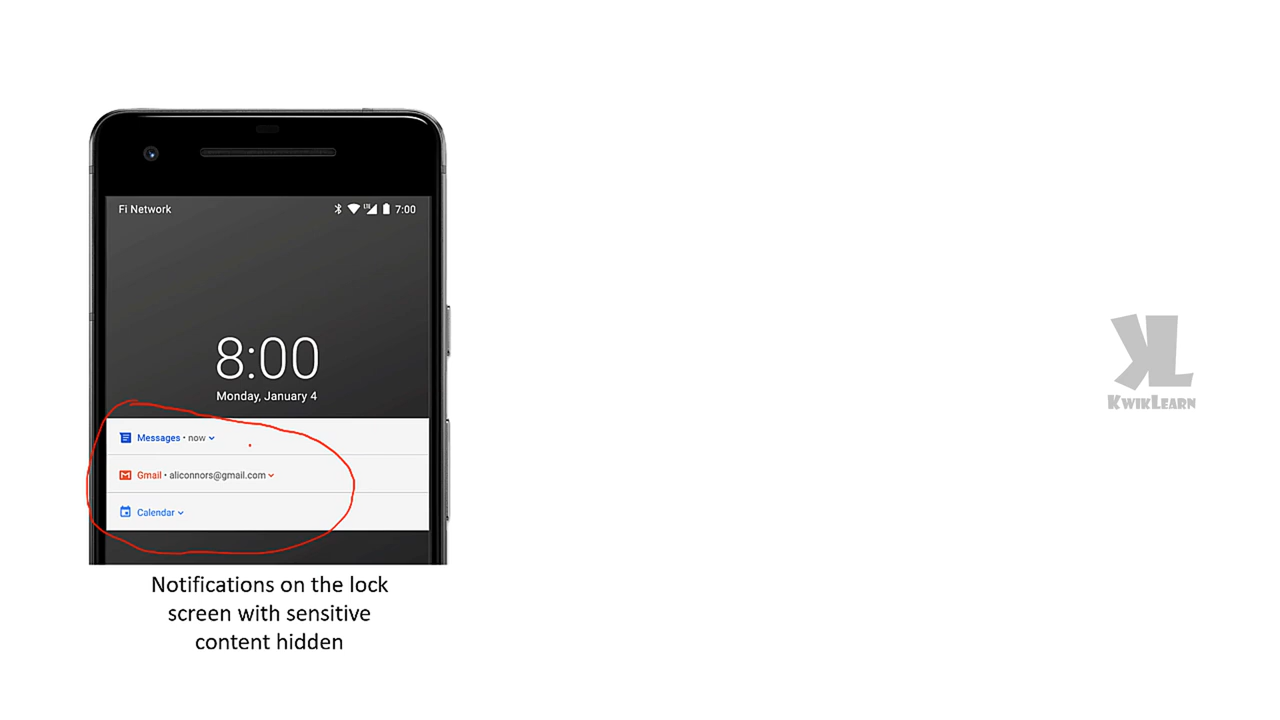 Fi Network 7:00
8:00
Monday, January 4
Messages • now
Gmail • aliconnors@gmail.com
Calendar
Notifications on the lock
screen with sensitive
content hidden
KL
KWIKLEARN